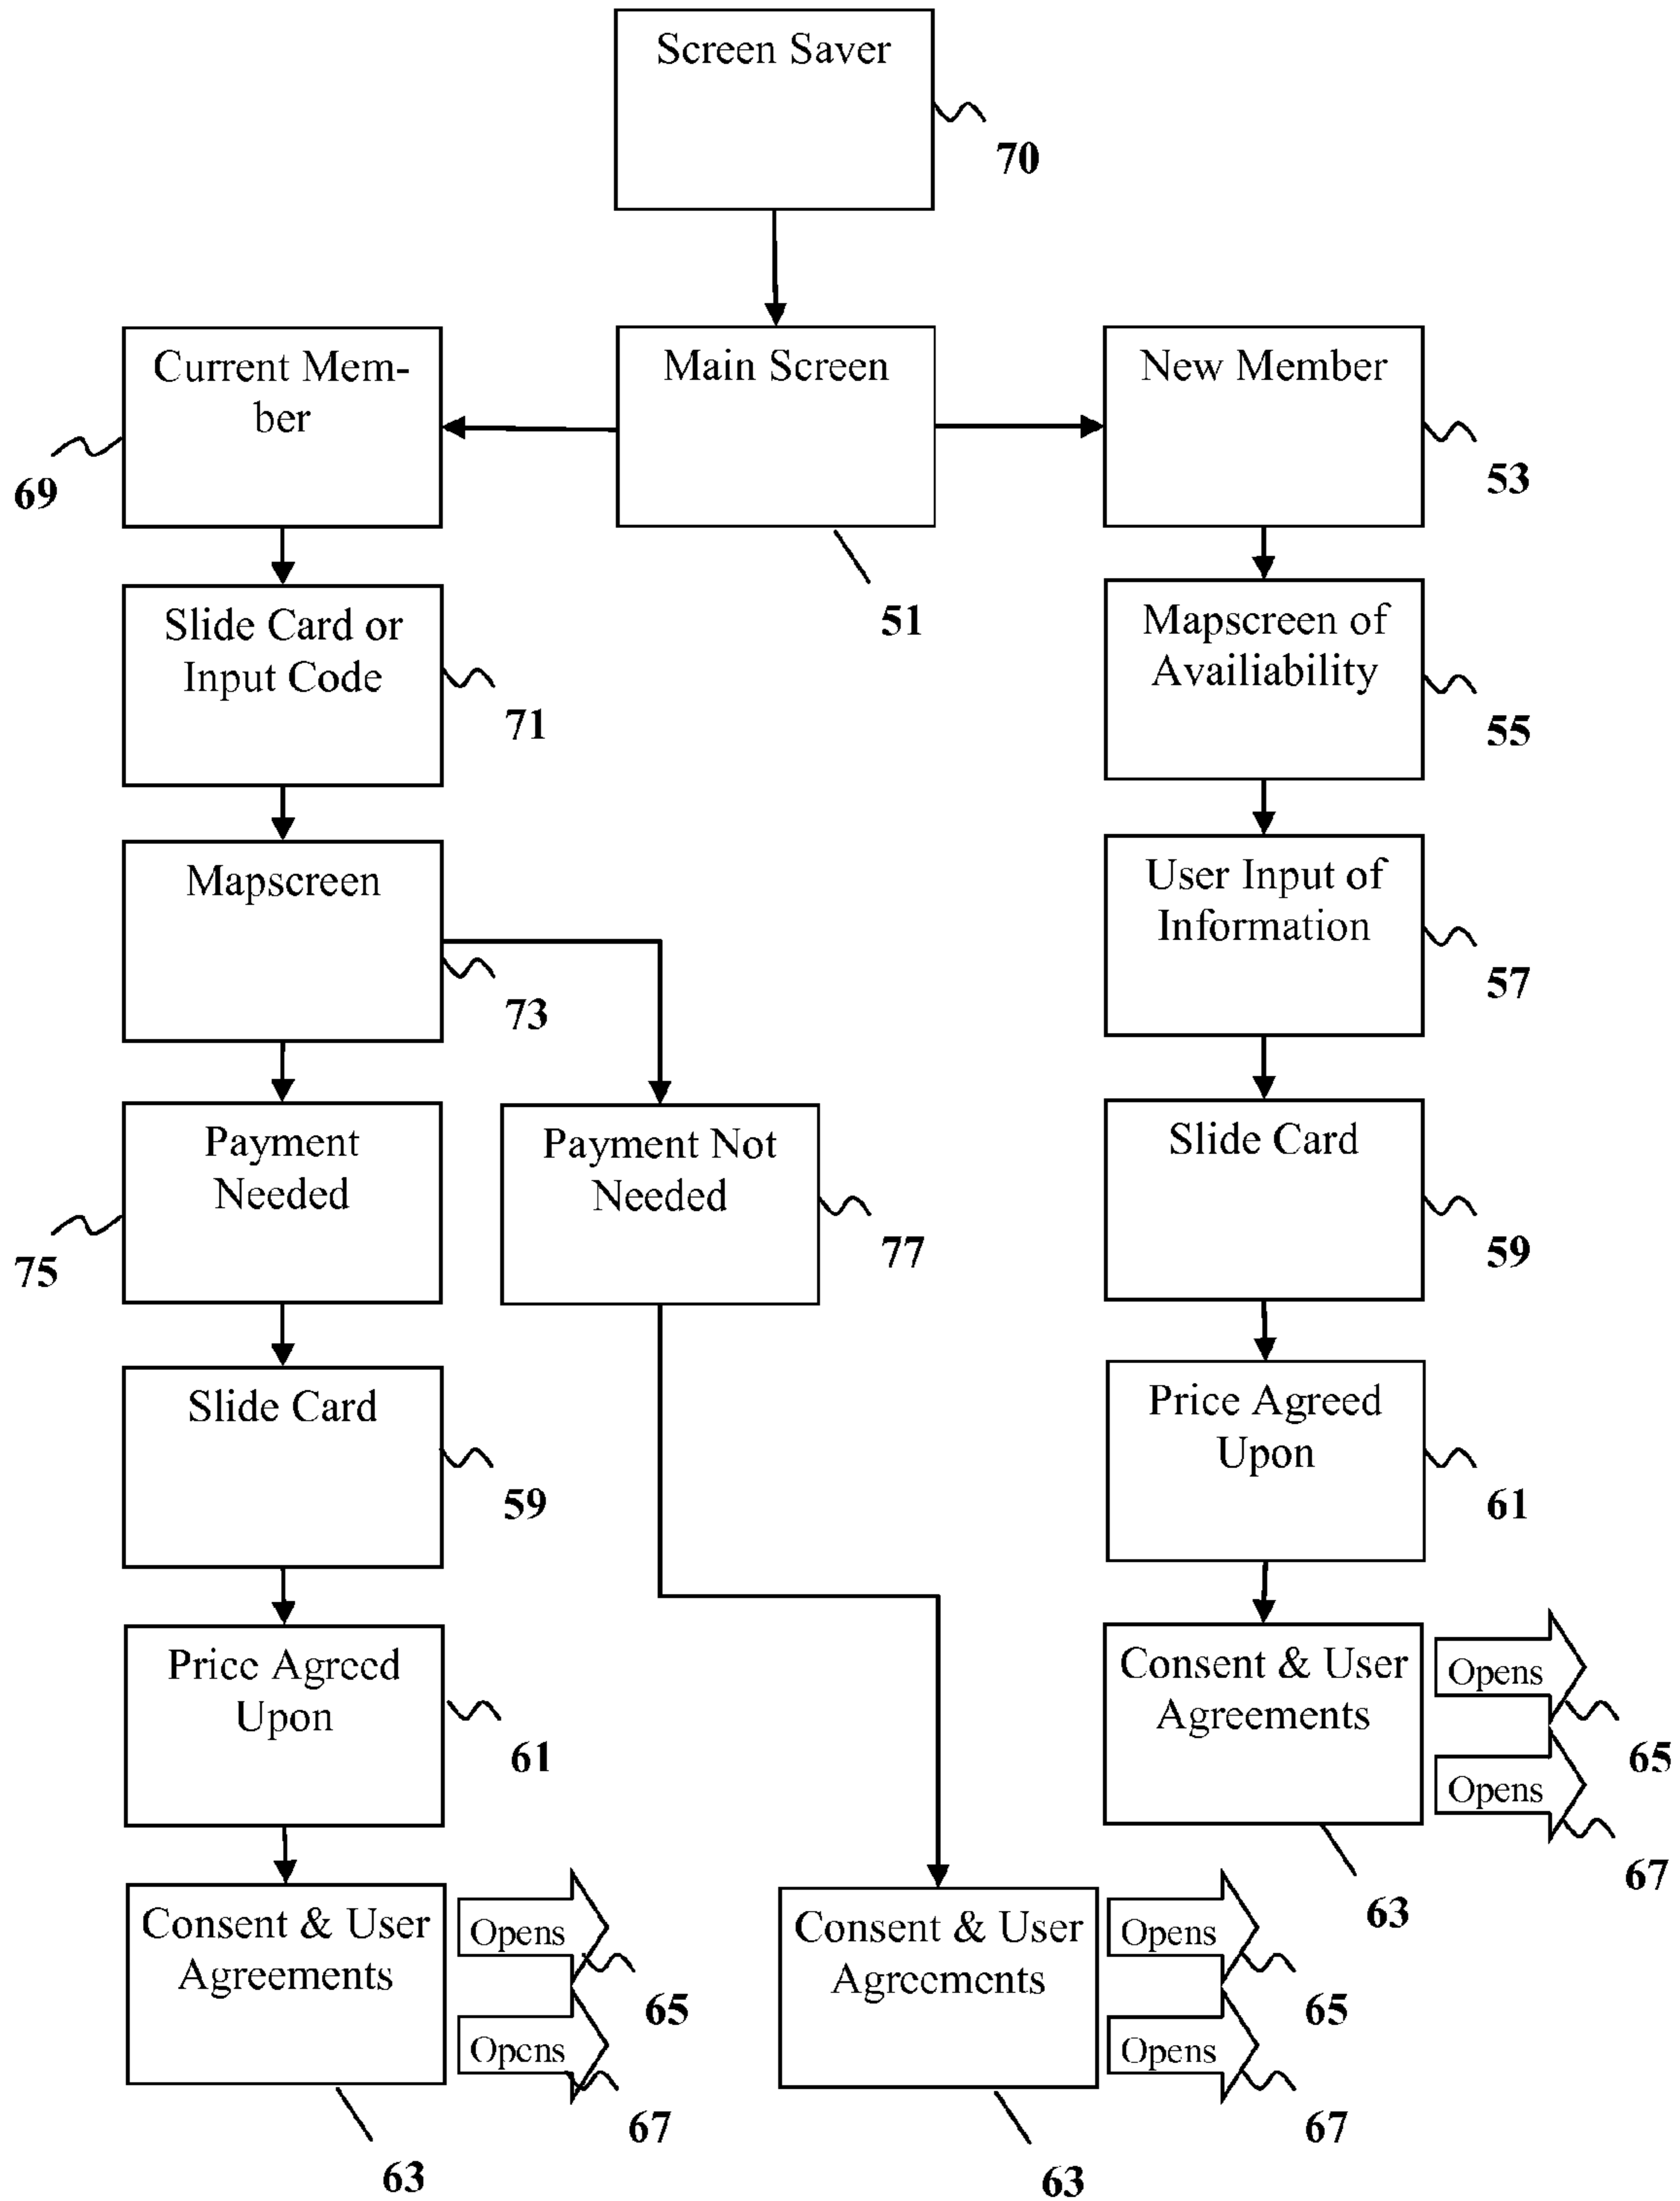 Screen Saver
70
Current Mem-
ber
69
Main Screen
51
New Member
53
Slide Card or
Input Code
71
Mapscreen of
Availiability
55
Mapscreen
73
User Input of
Information
57
Payment
Needed
75
Payment Not
Needed
77
Slide Card
59
Slide Card
59
Price Agreed
Upon
61
Price Agreed
Upon
61
Consent & User
Agreements
Opens
65
Opens
67
63
Consent & User
Agreements
Opens
65
Opens
67
63
Consent & User
Agreements
Opens
65
Opens
67
63